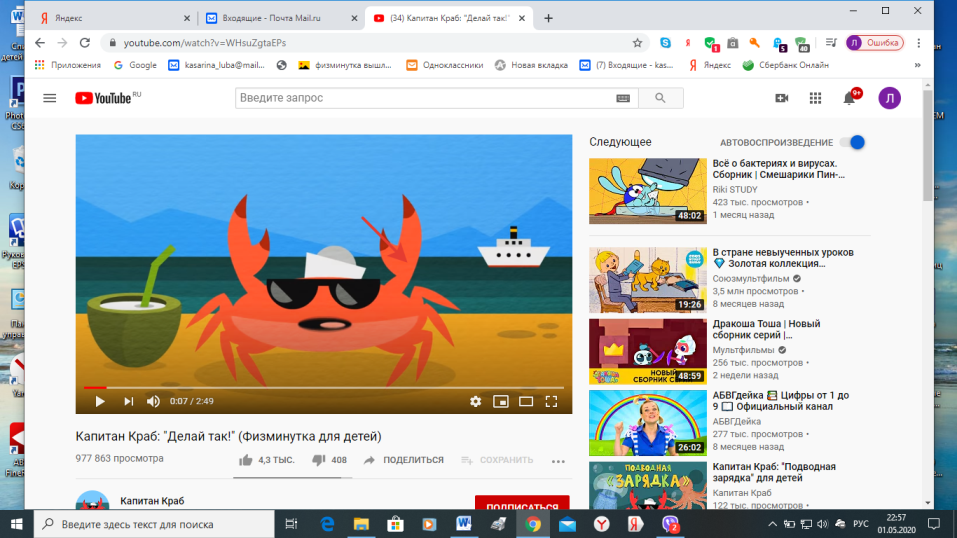 Яндекс
Входящие - Почта Mail.ru
(34) Капитан Краб: "Делай так!"
youtube.com/watch?v=WHsuZgtaEPs
Ошибка
Приложения
Google
kasarina_luba@mail...
физминутка вышл...
Одноклассники
Новая вкладка
(7) Входящие - kas...
Яндекс
Сбербанк Онлайн
YouTube RU
Введите запрос
9+
Л
Следующее
АВТОВОСПРОИЗВЕДЕНИЕ
Всё о бактериях и вирусах.
Сборник | Смешарики Пин-...
Riki STUDY
423 тыс. просмотров •
1 месяц назад
48:02
В стране невыученных уроков
💎 Золотая коллекция...
Союзмультфильм
3,5 млн просмотров •
8 месяцев назад
19:26
Дракоша Тоша | Новый
сборник серий |...
Мультфильмы
256 тыс. просмотров •
2 недели назад
НОВЫЙ
СБОРНИК
48:59
АБВГДейка Цифры от 1 до
9 Официальный канал
АБВГДейка
277 тыс. просмотров •
8 месяцев назад
26:02
Капитан Краб: "Подводная
зарядка" для детей
Капитан Краб
122 тыс. просмотров •
ПОДВОДНАЯ
«ЗАРЯДКА»
0:07 / 2:49
Капитан Краб: "Делай так!" (Физминутка для детей)
977 863 просмотра
4,3 ТЫС.
408
ПОДЕЛИТЬСЯ
СОХРАНИТЬ
Капитан Краб
ПОДПИСАТЬСЯ
Введите здесь текст для поиска
РУС
22:57
01.05.2020